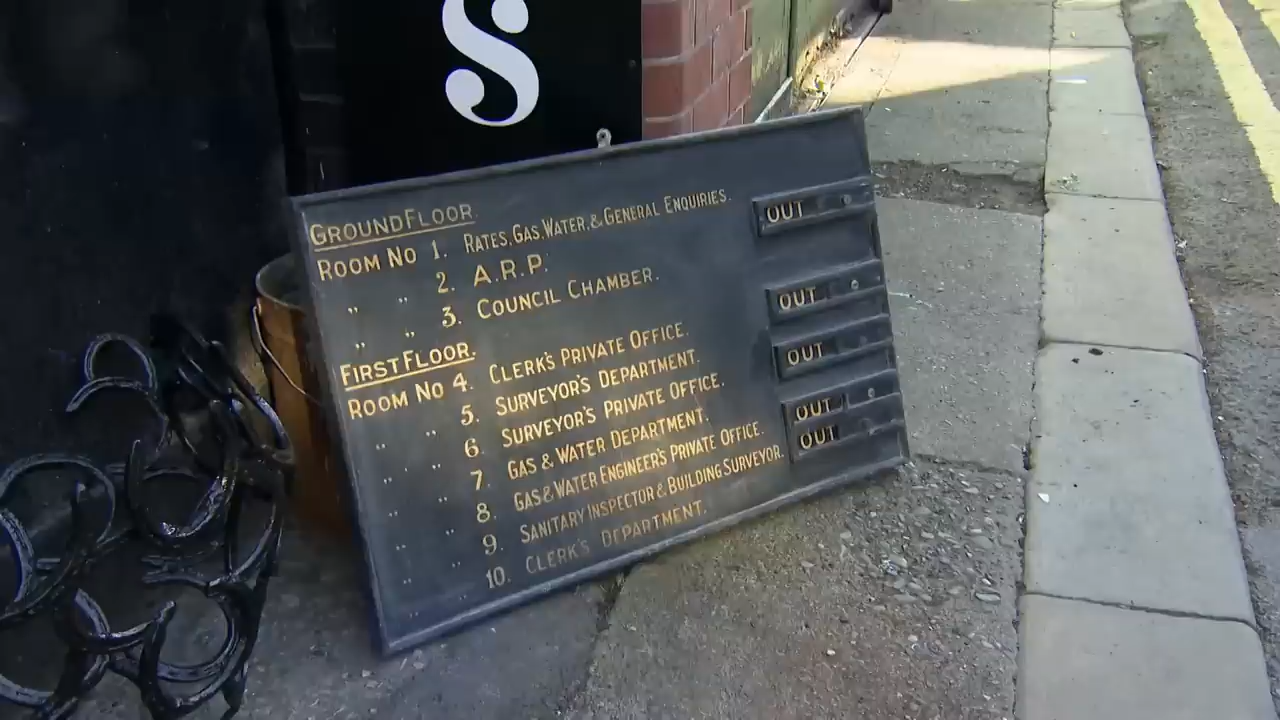 S
GROUND FLOOR.
ROOM NO 1. RATES, GAS, WATER, & GENERAL ENQUIRIES. OUT
" " 2. A.R.P.
" " 3. COUNCIL CHAMBER.
FIRST FLOOR.
ROOM NO 4. CLERK'S PRIVATE OFFICE. OUT
" " 5. SURVEYOR'S DEPARTMENT.
" " 6. SURVEYOR'S PRIVATE OFFICE. OUT
" " 7. GAS & WATER DEPARTMENT.
" " 8. GAS & WATER ENGINEER'S PRIVATE OFFICE. OUT
" " 9. SANITARY INSPECTOR & BUILDING SURVEYOR. OUT
" " 10. CLERK'S DEPARTMENT.